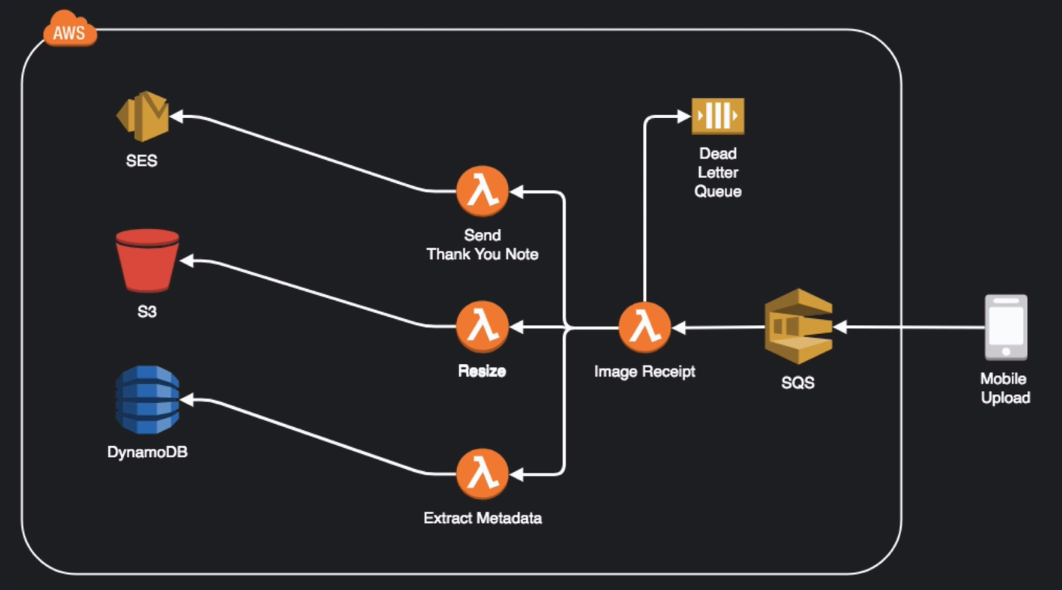 AWS
SES
Dead
Letter
Queue
Send
Thank You Note
S3
Resize
Image Receipt
SQS
Mobile
Upload
DynamoDB
Extract Metadata